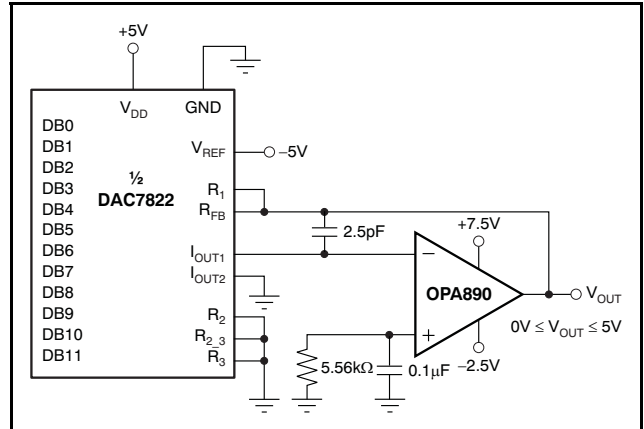 +5V
V_DD GND
DB0
DB1
DB2
DB3
DB4
DB5
DB6
DB7
DB8
DB9
DB10
DB11
½
DAC7822
V_REF
−5V
R_1
R_FB
I_OUT1
I_OUT2
R_2
R_2_3
R_3
2.5pF
+7.5V
−
OPA890
+
−2.5V
V_OUT
0V ≤ V_OUT ≤ 5V
5.56kΩ
0.1μF